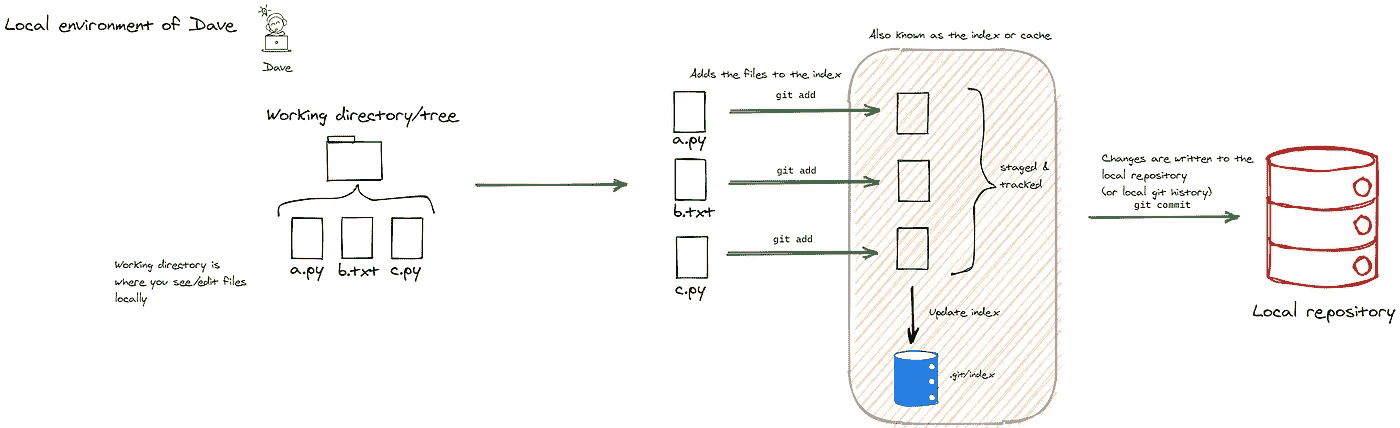 Local environment of Dave
Dave
Working directory/tree
a.py b.txt c.py
Working directory is
where you see/edit files
locally
Adds the files to the index
git add
a.py
git add
b.txt
git add
c.py
Also known as the index or cache
staged &
tracked
Update index
.git/index
Changes are written to the
local repository
(or local git history)
git commit
Local repository